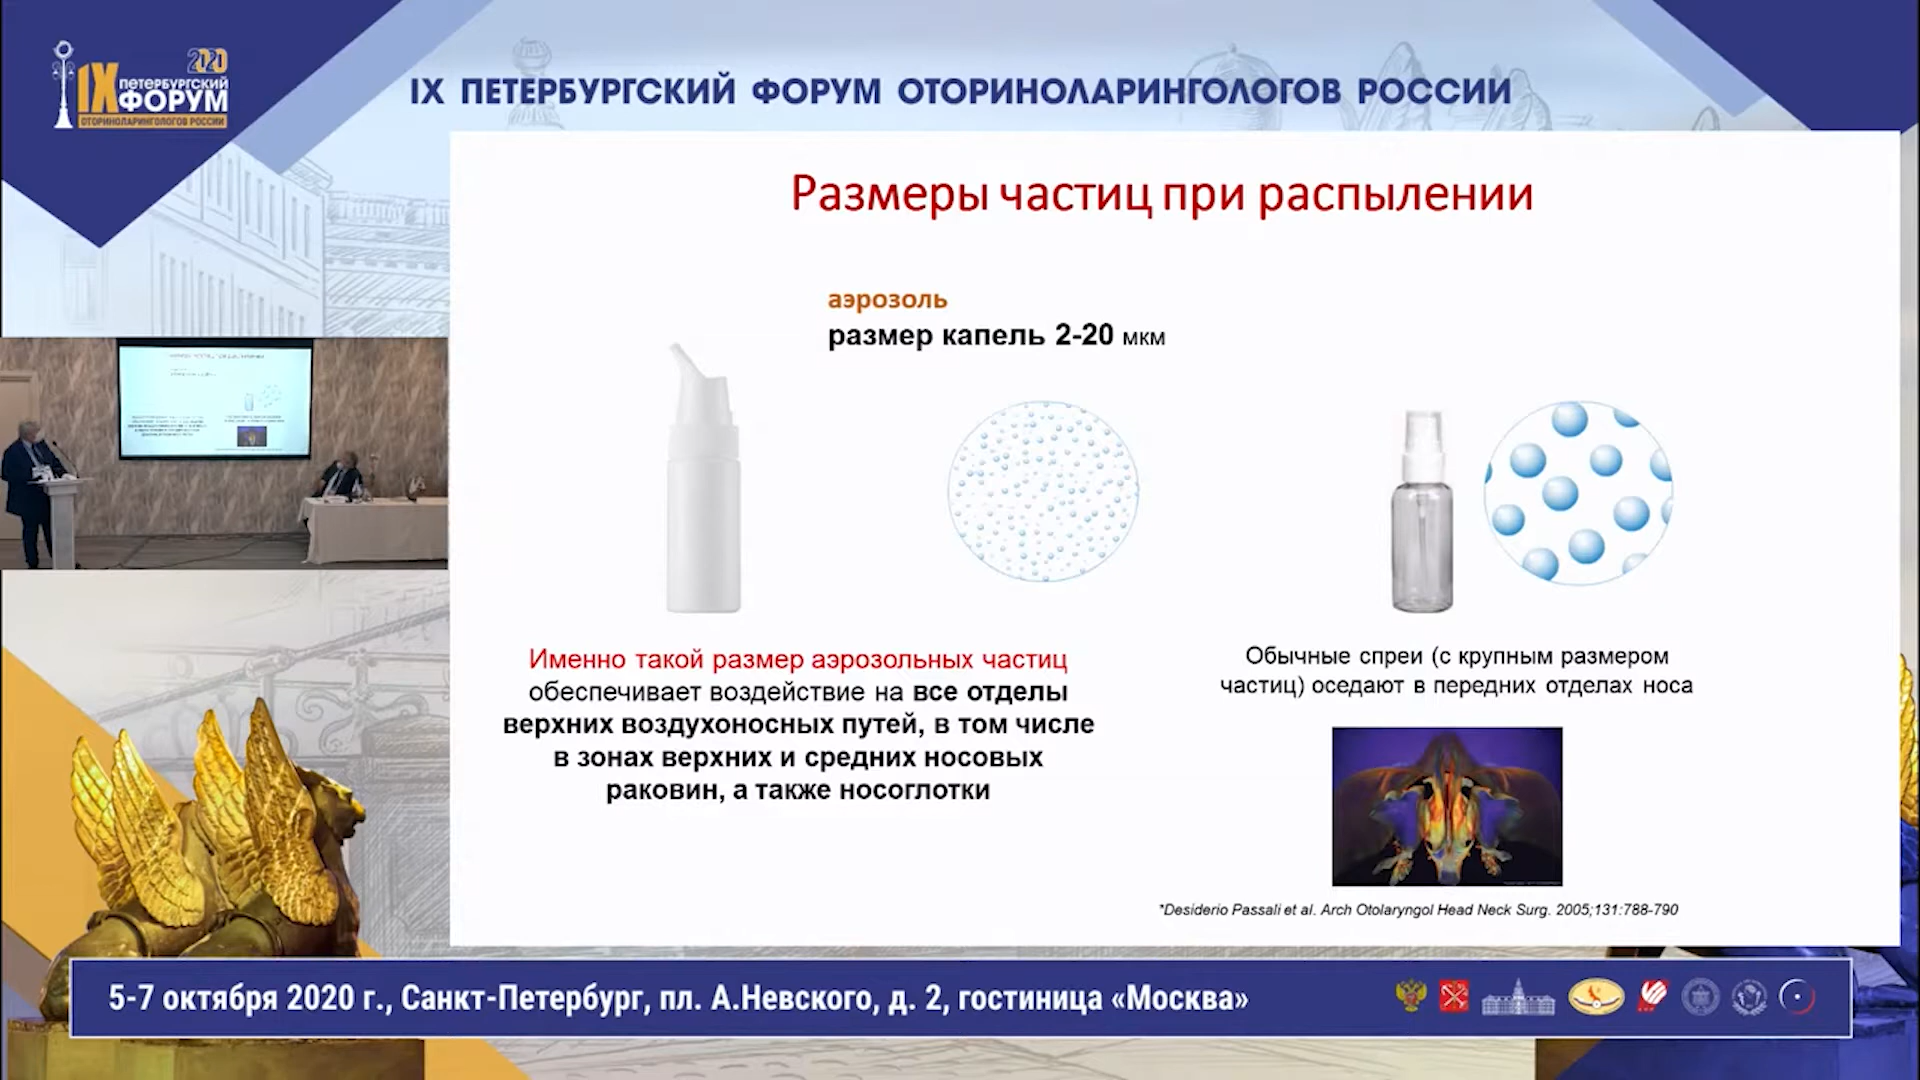 2020
IX ПЕТЕРБУРГСКИЙ
ФОРУМ
ОТОРИНОЛАРИНГОЛОГОВ РОССИИ
IX ПЕТЕРБУРГСКИЙ ФОРУМ ОТОРИНОЛАРИНГОЛОГОВ РОССИИ
Размеры частиц при распылении
аэрозоль
размер капель 2-20 мкм
Именно такой размер аэрозольных частиц
обеспечивает воздействие на все отделы
верхних воздухоносных путей, в том числе
в зонах верхних и средних носовых
раковин, а также носоглотки
Обычные спреи (с крупным размером
частиц) оседают в передних отделах носа
*Desiderio Passali et al. Arch Otolaryngol Head Neck Surg. 2005;131:788-790
5-7 октября 2020 г., Санкт-Петербург, пл. А.Невского, д. 2, гостиница «Москва»